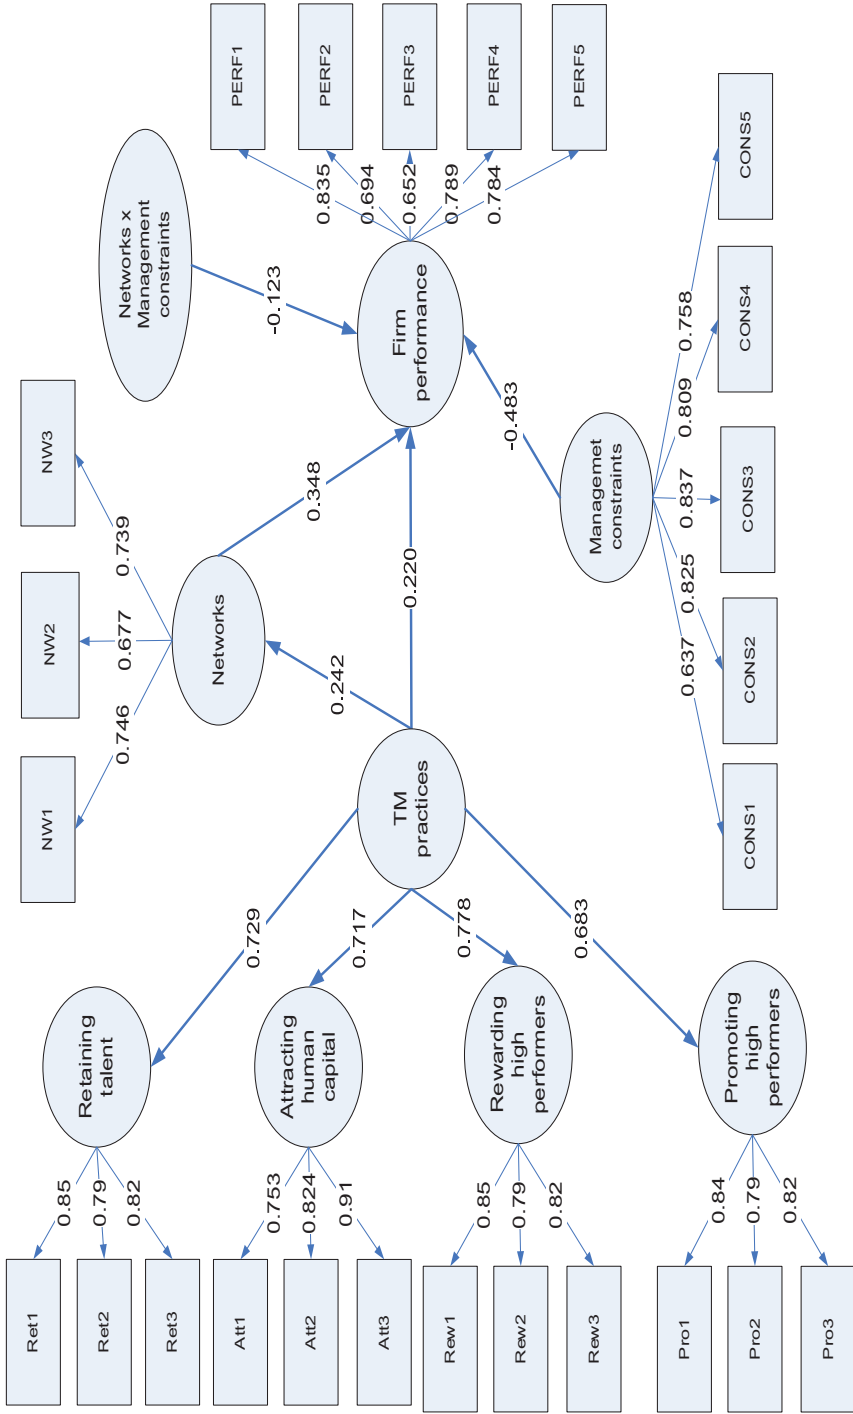 Ret1
Ret2
Ret3
0.85
0.79
0.82
Retaining
talent
Att1
Att2
Att3
0.753
0.824
0.91
Attracting
human
capital
Rew1
Rew2
Rew3
0.85
0.79
0.82
Rewarding
high
performers
Pro1
Pro2
Pro3
0.84
0.79
0.82
Promoting
high
performers
0.729
0.717
0.778
0.683
TM
practices
0.242
0.220
NW1
NW2
NW3
0.746
0.677
0.739
Networks
0.348
Networks x
Management
constraints
-0.123
Firm
performance
-0.483
Managemet
constraints
0.637
0.825
0.837
0.809
0.758
CONS1
CONS2
CONS3
CONS4
CONS5
0.835
0.694
0.652
0.789
0.784
PERF1
PERF2
PERF3
PERF4
PERF5